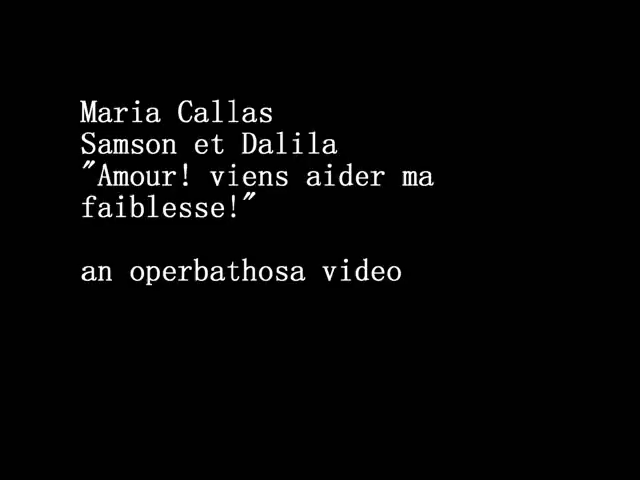 Maria Callas
Samson et Dalila
"Amour! viens aider ma
faiblesse!"
an operbathosa video